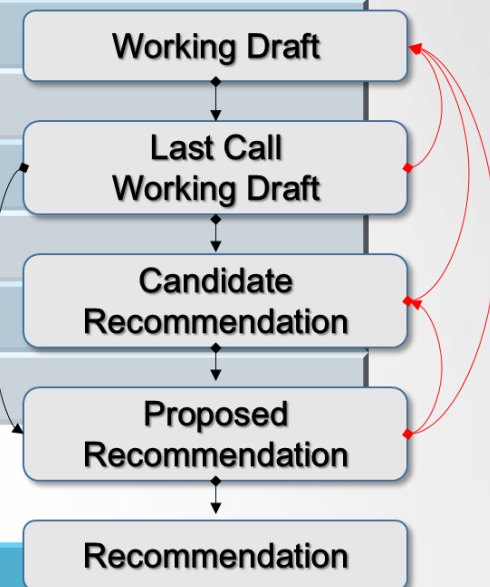 Working Draft
Last Call
Working Draft
Candidate
Recommendation
Proposed
Recommendation
Recommendation